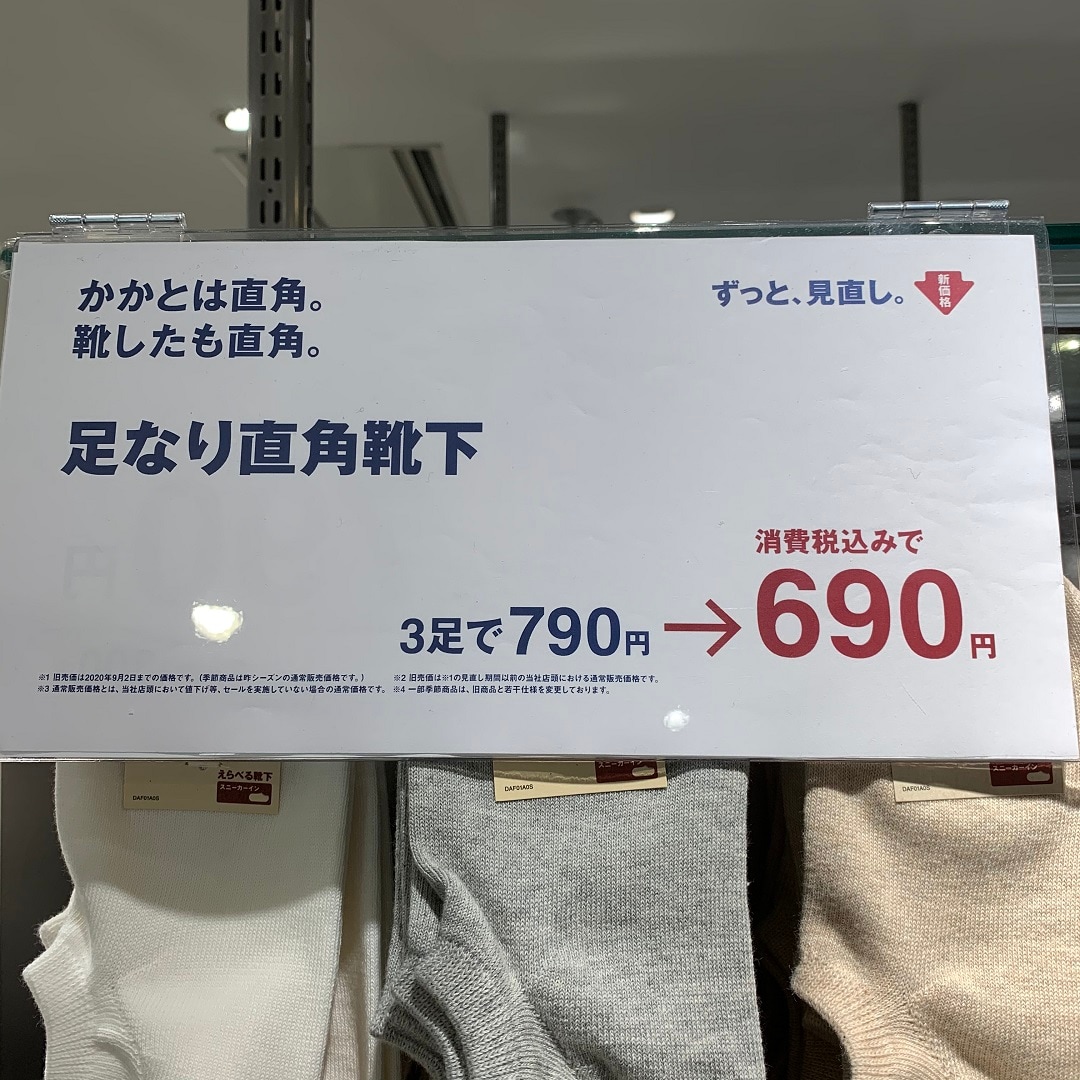 かかとは直角。
靴したも直角。
ずっと、見直し。
新価格
足なり直角靴下
消費税込みで
3足で790円→690円
※1 旧売価は2020年9月2日までの価格です。(季節商品は昨シーズンの通常販売価格です。) ※2 旧売価は※1の見直し期間以前の当社店頭における通常販売価格です。
※3 通常販売価格とは、当社店頭において値下げ等、セールを実施していない場合の通常価格です。 ※4 一部季節商品は、旧商品と若干仕様を変更しております。
えらべる靴下
スニーカーイン
DAF01A0S
スニーカーイン
DAF01A0S
スニーカーイン
DAF01A0S